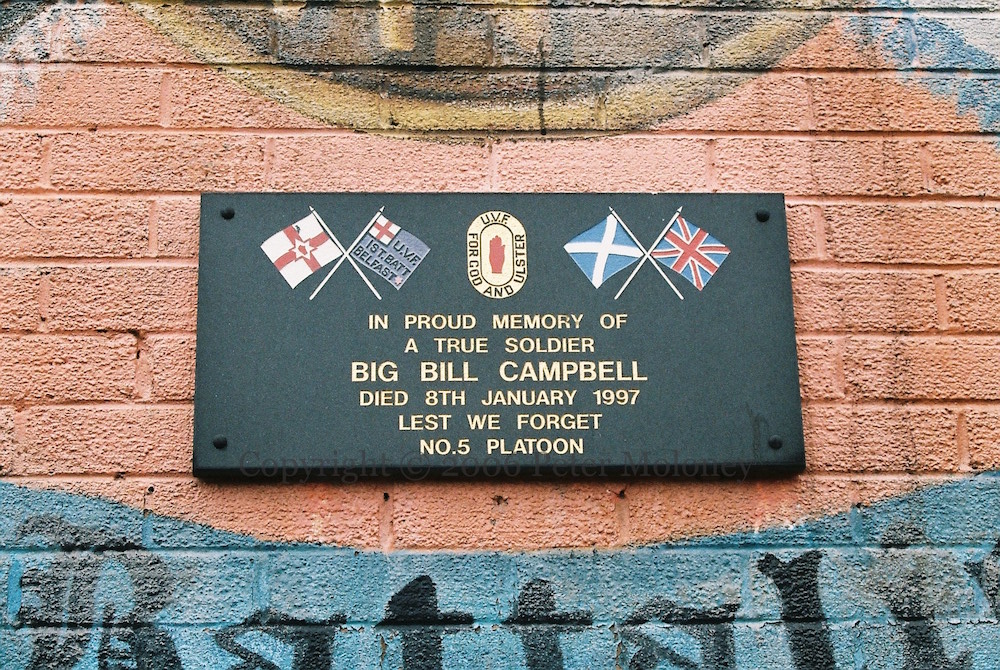 U.V.F.
1ST. BATT
BELFAST
U.V.F.
FOR GOD AND ULSTER
IN PROUD MEMORY OF
A TRUE SOLDIER
BIG BILL CAMPBELL
DIED 8TH JANUARY 1997
LEST WE FORGET
NO.5 PLATOON
Copyright © 2006 Peter Moloney